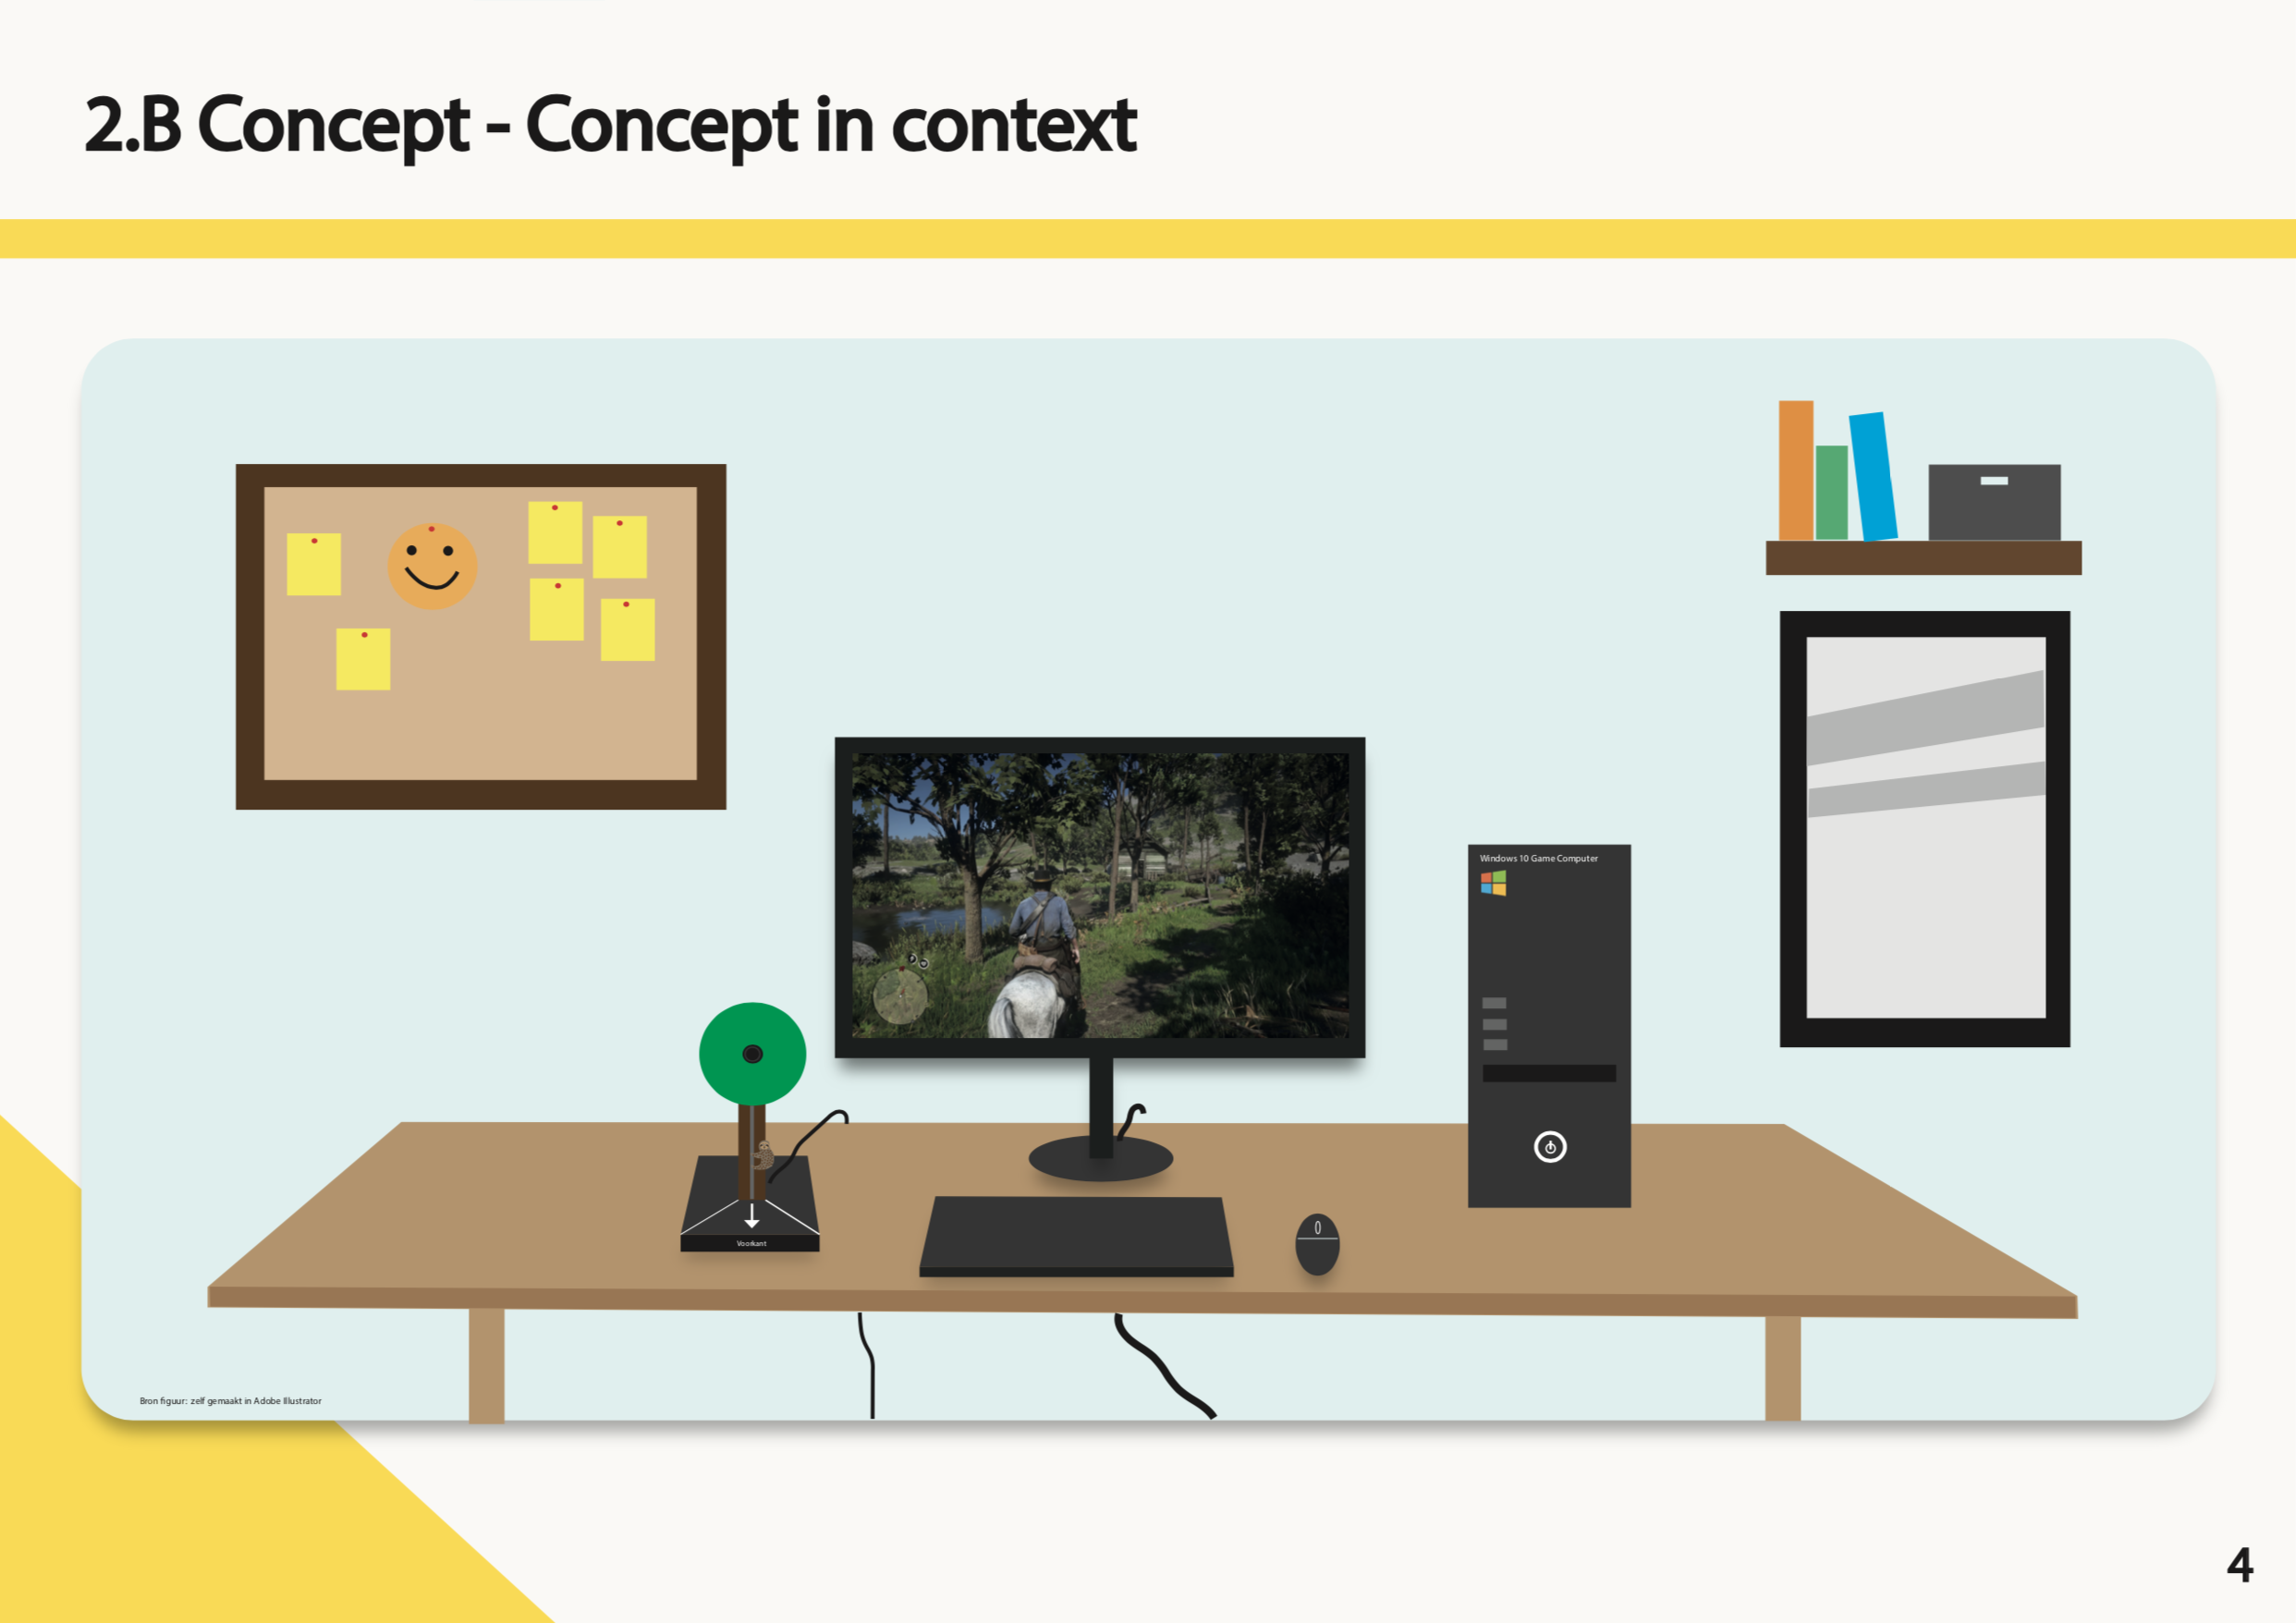 2.B Concept - Concept in context
Windows 10 Game Computer
Voorkant
Bron figuur: zelf gemaakt in Adobe Illustrator
4